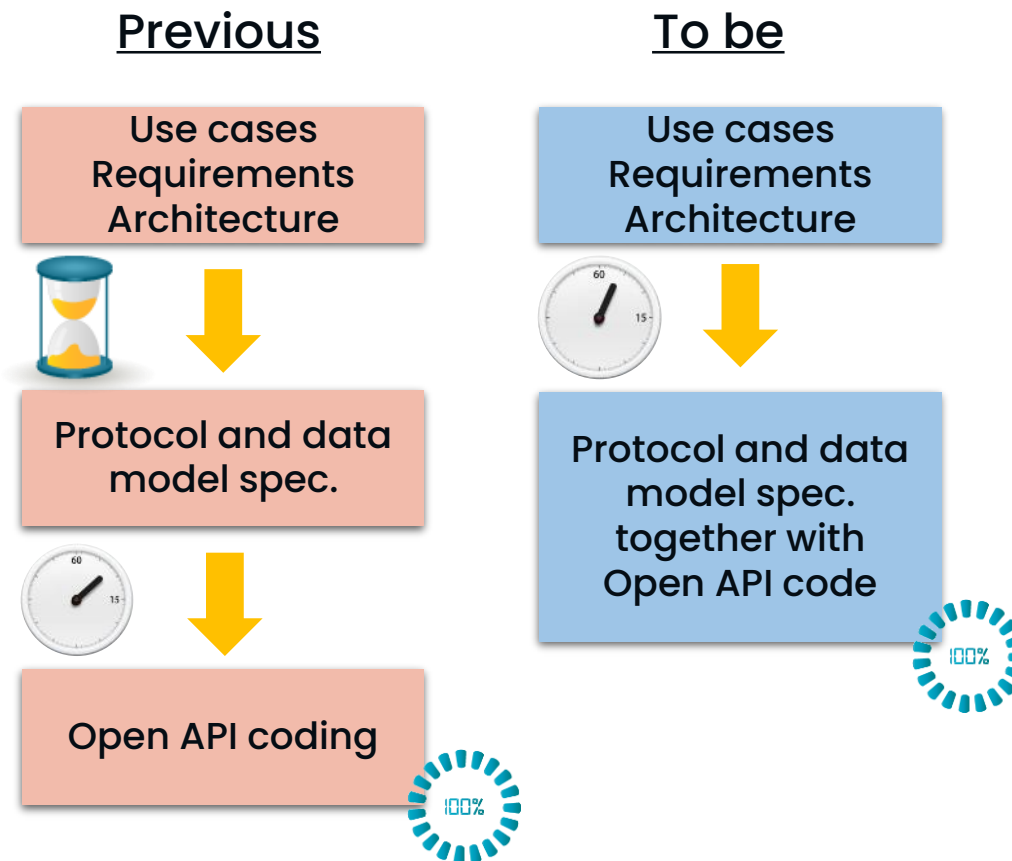 Previous
Use cases
Requirements
Architecture
60
15
Protocol and data
model spec.
60
15
Open API coding
100%
To be
Use cases
Requirements
Architecture
Protocol and data
model spec.
together with
Open API code
100%